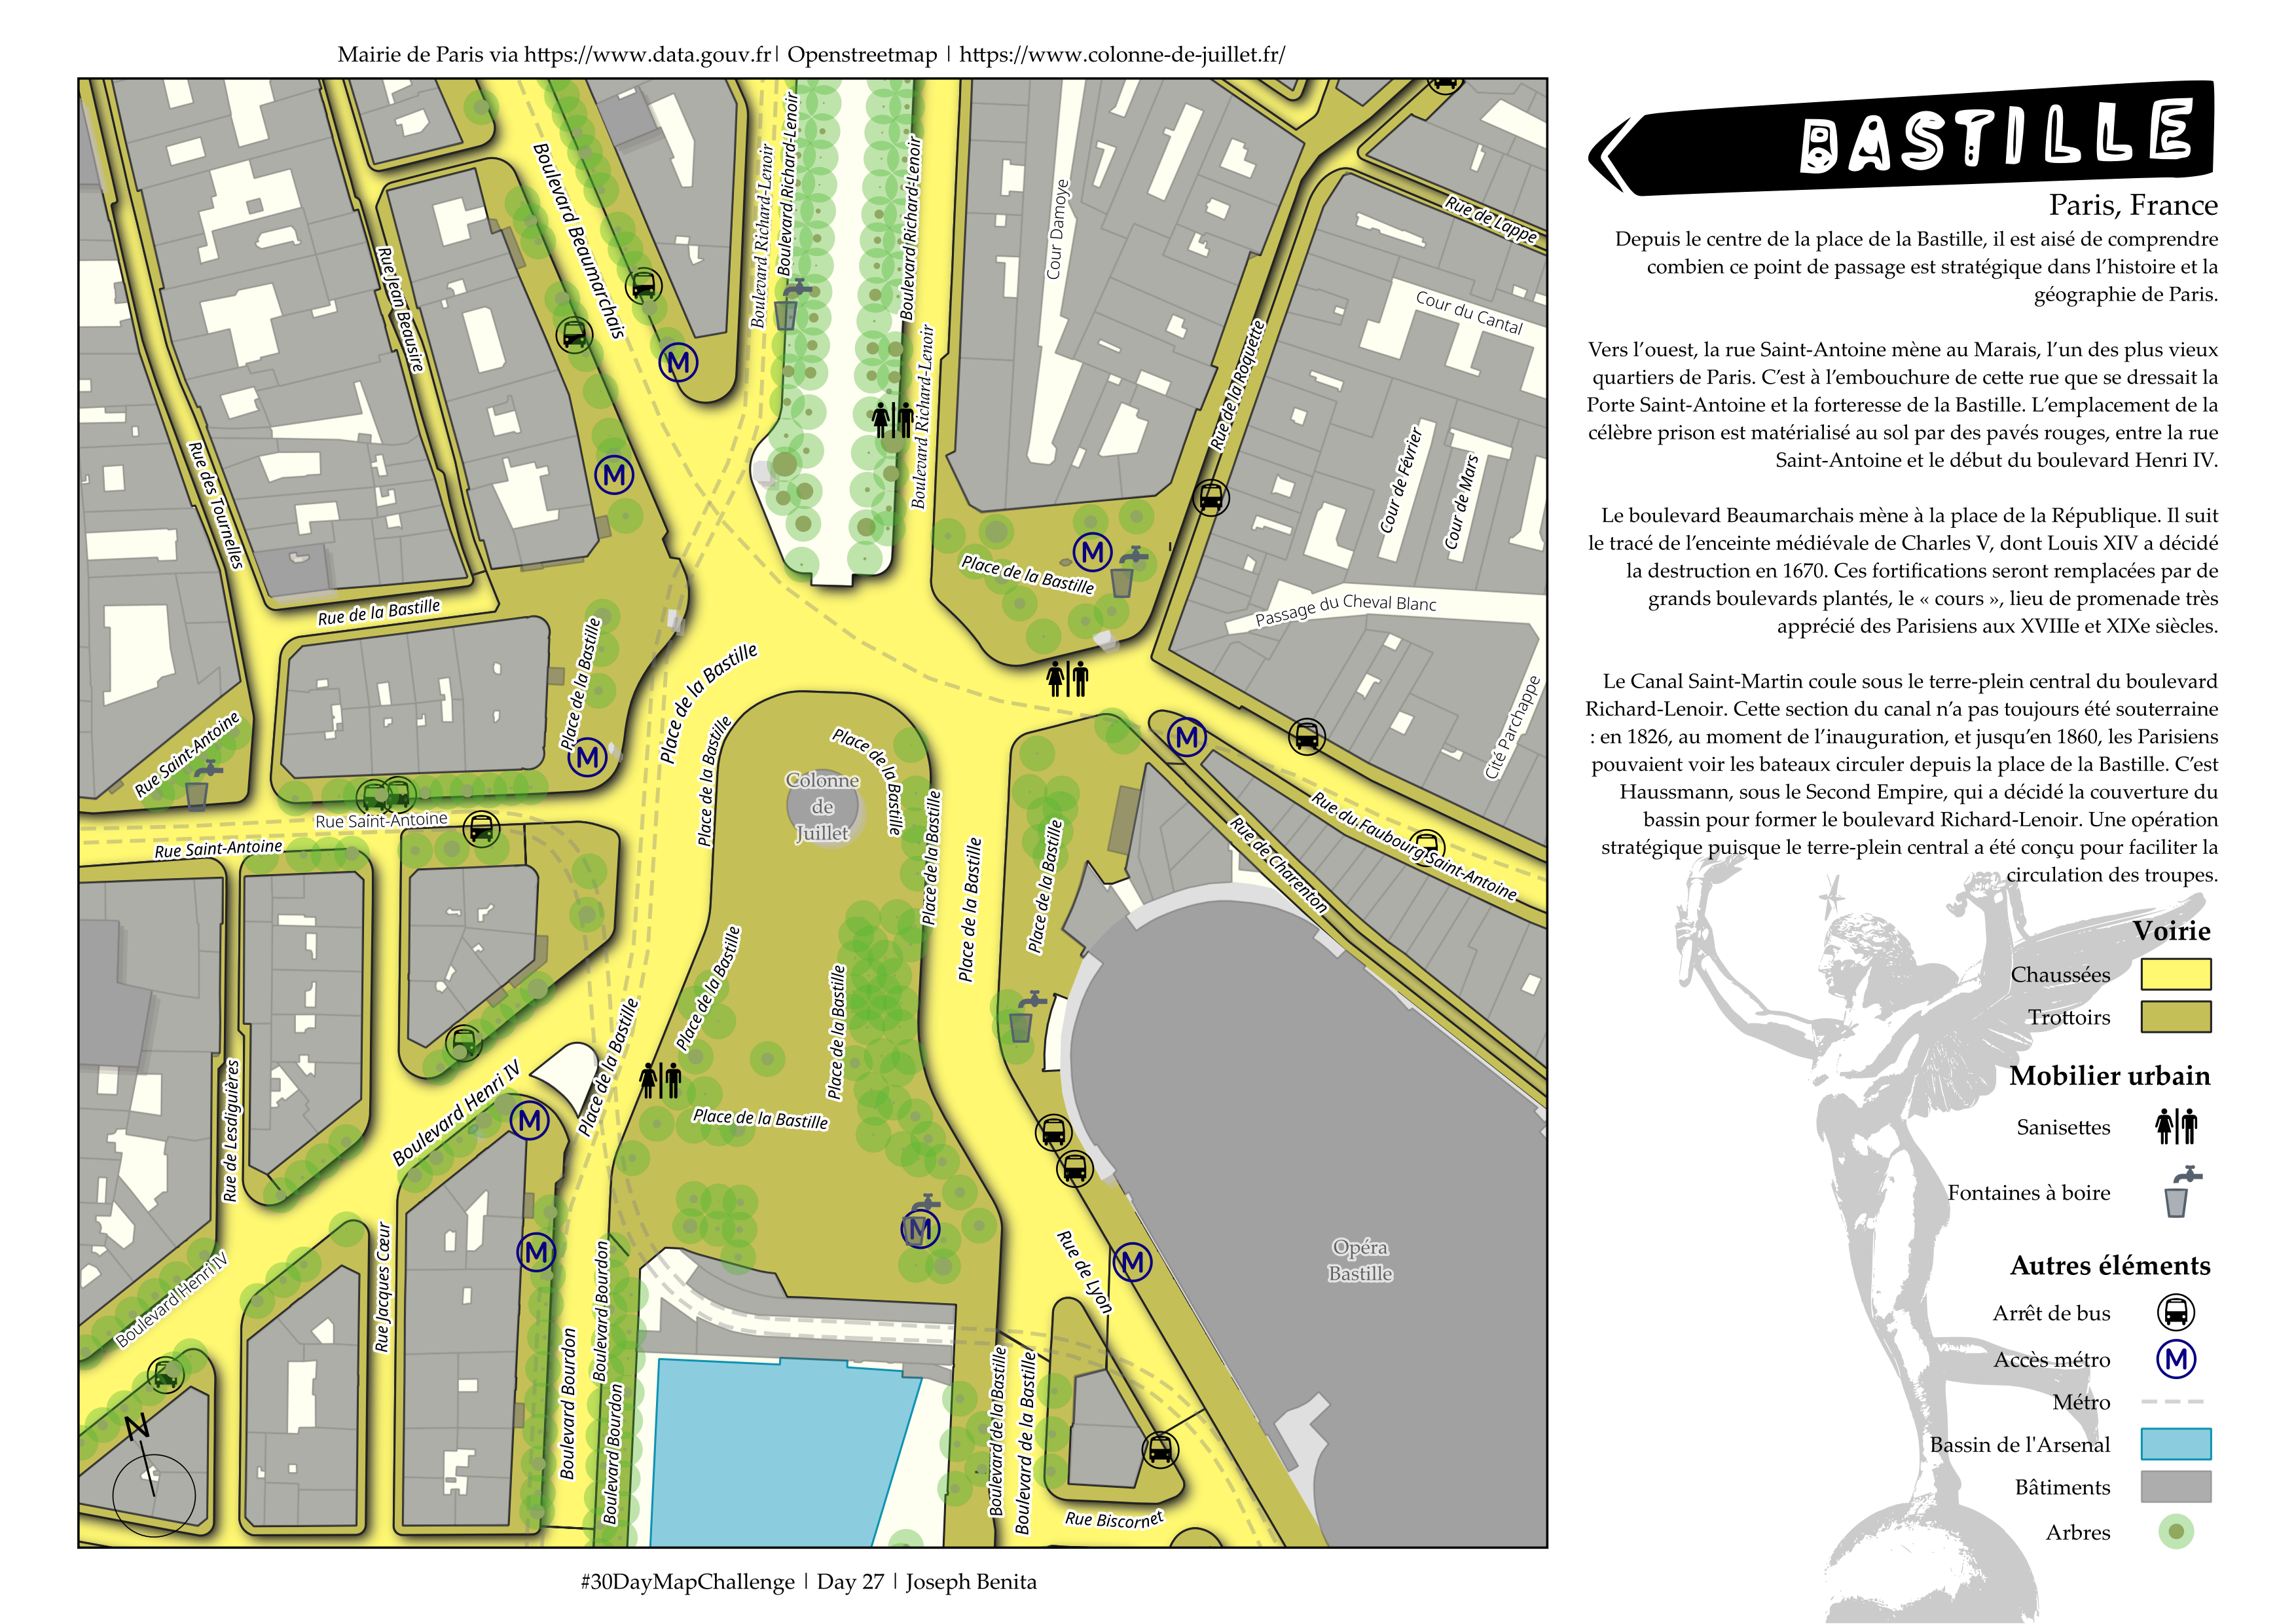 Mairie de Paris via https://www.data.gouv.fr| Openstreetmap | https://www.colonne-de-juillet.fr/
BASTILLE
Paris, France
Depuis le centre de la place de la Bastille, il est aisé de comprendre
combien ce point de passage est stratégique dans l’histoire et la
géographie de Paris.
Vers l’ouest, la rue Saint-Antoine mène au Marais, l’un des plus vieux
quartiers de Paris. C’est à l’embouchure de cette rue que se dressait la
Porte Saint-Antoine et la forteresse de la Bastille. L’emplacement de la
célèbre prison est matérialisé au sol par des pavés rouges, entre la rue
Saint-Antoine et le début du boulevard Henri IV.
Le boulevard Beaumarchais mène à la place de la République. Il suit
le tracé de l’enceinte médiévale de Charles V, dont Louis XIV a décidé
la destruction en 1670. Ces fortifications seront remplacées par de
grands boulevards plantés, le « cours », lieu de promenade très
apprécié des Parisiens aux XVIIIe et XIXe siècles.
Le Canal Saint-Martin coule sous le terre-plein central du boulevard
Richard-Lenoir. Cette section du canal n’a pas toujours été souterraine
: en 1826, au moment de l’inauguration, et jusqu’en 1860, les Parisiens
pouvaient voir les bateaux circuler depuis la place de la Bastille. C’est
Haussmann, sous le Second Empire, qui a décidé la couverture du
bassin pour former le boulevard Richard-Lenoir. Une opération
stratégique puisque le terre-plein central a été conçu pour faciliter la
circulation des troupes.
Voirie
Chaussées
Trottoirs
Mobilier urbain
Sanisettes
Fontaines à boire
Autres éléments
Arrêt de bus
Accès métro
M
Métro
Bassin de l'Arsenal
Bâtiments
Arbres
Boulevard Beaumarchais
Boulevard Richard-Lenoir
Boulevard Richard-Lenoir
Boulevard Richard-Lenoir
Boulevard Richard-Lenoir
Cour Damoye
Rue de Lappe
Cour du Cantal
Rue Jean Beausire
Rue de la Roquette
M
Rue des Tournelles
M
Cour de Février
Cour de Mars
M
Place de la Bastille
Rue de la Bastille
Passage du Cheval Blanc
Place de la Bastille
Place de la Bastille
Rue Saint-Antoine
M
Place de la Bastille
Place de la Bastille
M
Cité Parchappe
Colonne
de
Juillet
Rue Saint-Antoine
Rue Saint-Antoine
Place de la Bastille
Place de la Bastille
Place de la Bastille
Rue de Charenton
Rue du Faubourg Saint-Antoine
Place de la Bastille
Place de la Bastille
Place de la Bastille
Rue de Lesdiguières
Boulevard Henri IV
M
Place de la Bastille
M
M
M
Boulevard Henri IV
Rue Jacques Cœur
Boulevard Bourdon
Boulevard Bourdon
Boulevard Bourdon
Rue de Lyon
Opéra
Bastille
Boulevard de la Bastille
Boulevard de la Bastille
Rue Biscornet
N
#30DayMapChallenge | Day 27 | Joseph Benita